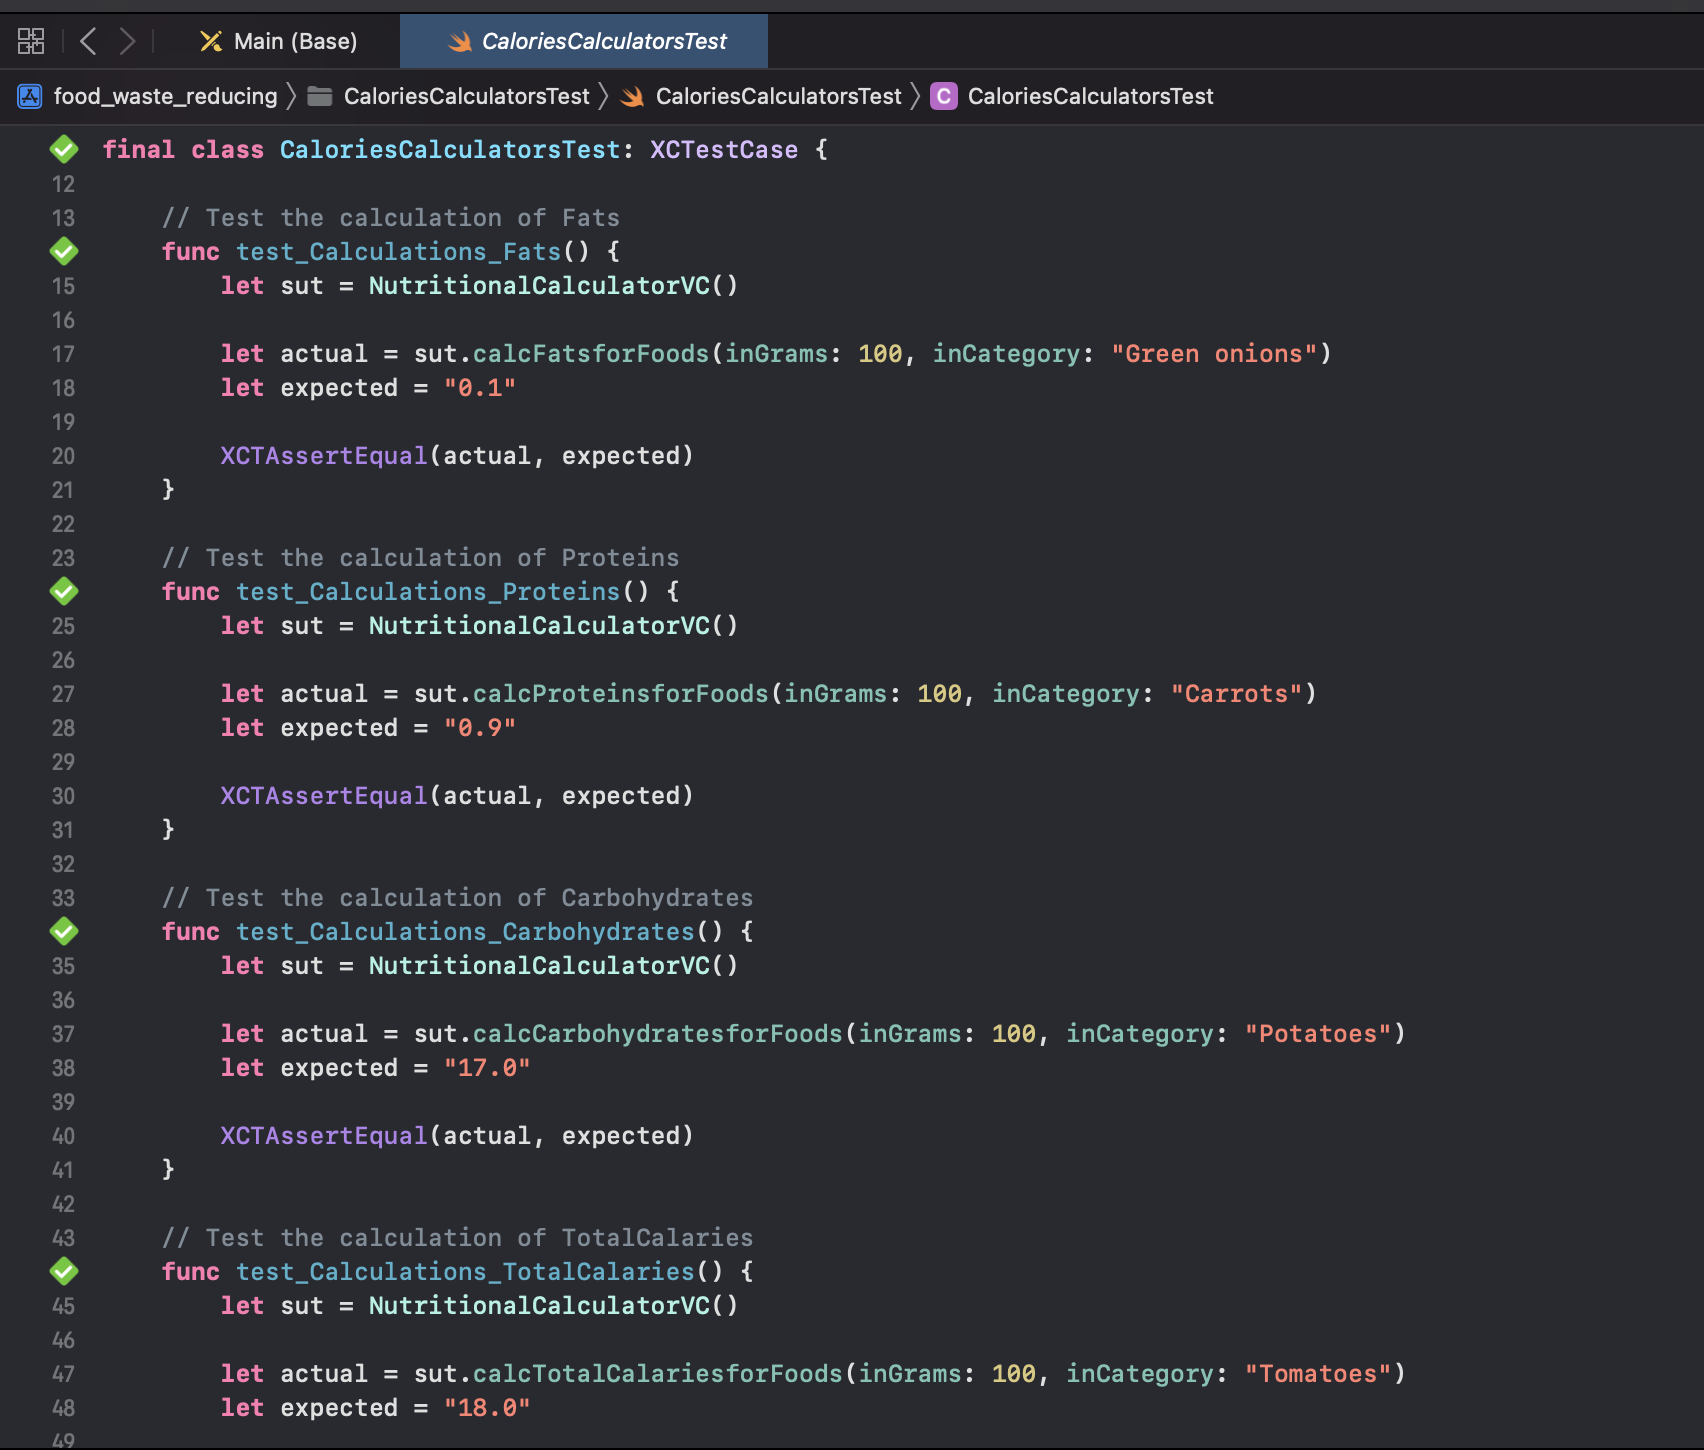 Main (Base) CaloriesCalculatorsTest
food_waste_reducing CaloriesCalculatorsTest CaloriesCalculatorsTest C CaloriesCalculatorsTest
final class CaloriesCalculatorsTest: XCTestCase {
12
13 // Test the calculation of Fats
func test_Calculations_Fats() {
15 let sut = NutritionalCalculatorVC()
16
17 let actual = sut.calcFatsforFoods(inGrams: 100, inCategory: "Green onions")
18 let expected = "0.1"
19
20 XCTAssertEqual(actual, expected)
21 }
22
23 // Test the calculation of Proteins
func test_Calculations_Proteins() {
25 let sut = NutritionalCalculatorVC()
26
27 let actual = sut.calcProteinsforFoods(inGrams: 100, inCategory: "Carrots")
28 let expected = "0.9"
29
30 XCTAssertEqual(actual, expected)
31 }
32
33 // Test the calculation of Carbohydrates
func test_Calculations_Carbohydrates() {
35 let sut = NutritionalCalculatorVC()
36
37 let actual = sut.calcCarbohydratesforFoods(inGrams: 100, inCategory: "Potatoes")
38 let expected = "17.0"
39
40 XCTAssertEqual(actual, expected)
41 }
42
43 // Test the calculation of TotalCalaries
func test_Calculations_TotalCalaries() {
45 let sut = NutritionalCalculatorVC()
46
47 let actual = sut.calcTotalCalariesforFoods(inGrams: 100, inCategory: "Tomatoes")
48 let expected = "18.0"
49